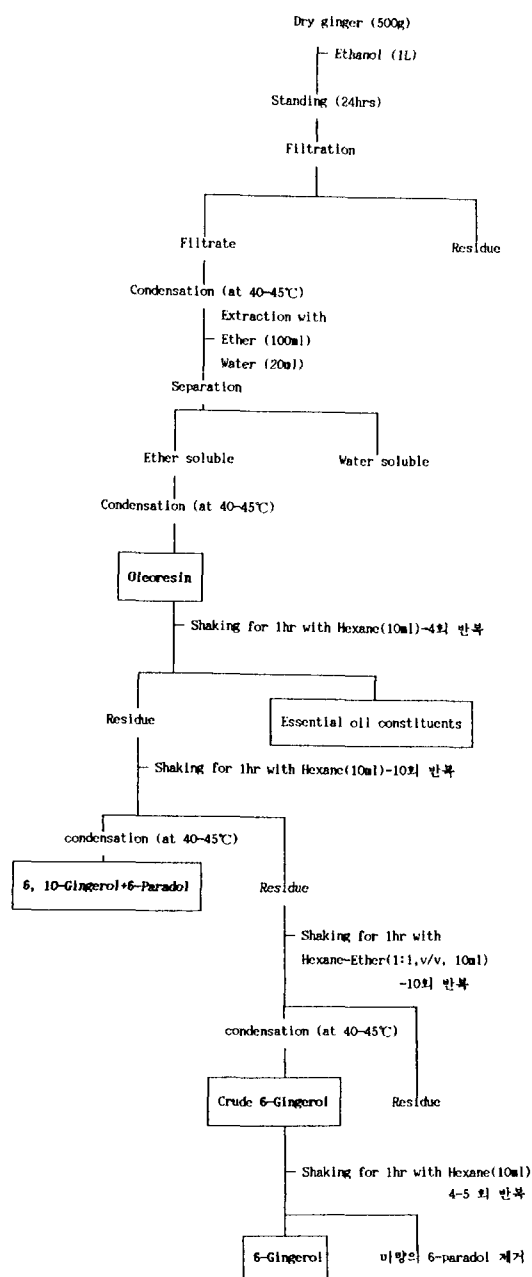 Dry ginger (500g)
Ethanol (1L)
Standing (24hrs)
Filtration
Filtrate
Residue
Condensation (at 40-45℃)
Extraction with
Ether (100ml)
Water (20ml)
Separation
Ether soluble
Water soluble
Condensation (at 40-45℃)
Oleoresin
Shaking for 1hr with Hexane(10ml)-4회 반복
Residue
Essential oil constituents
Shaking for 1hr with Hexane(10ml)-10회 반복
condensation (at 40-45℃)
6, 10-Gingerol+6-Paradol
Residue
Shaking for 1hr with
Hexane-Ether(1:1,v/v, 10ml)
-10회 반복
condensation (at 40-45℃)
Crude 6-Gingerol
Residue
Shaking for 1hr with Hexane(10ml)
4-5 회 반복
6-Gingerol
미량의 6-paradol 제거